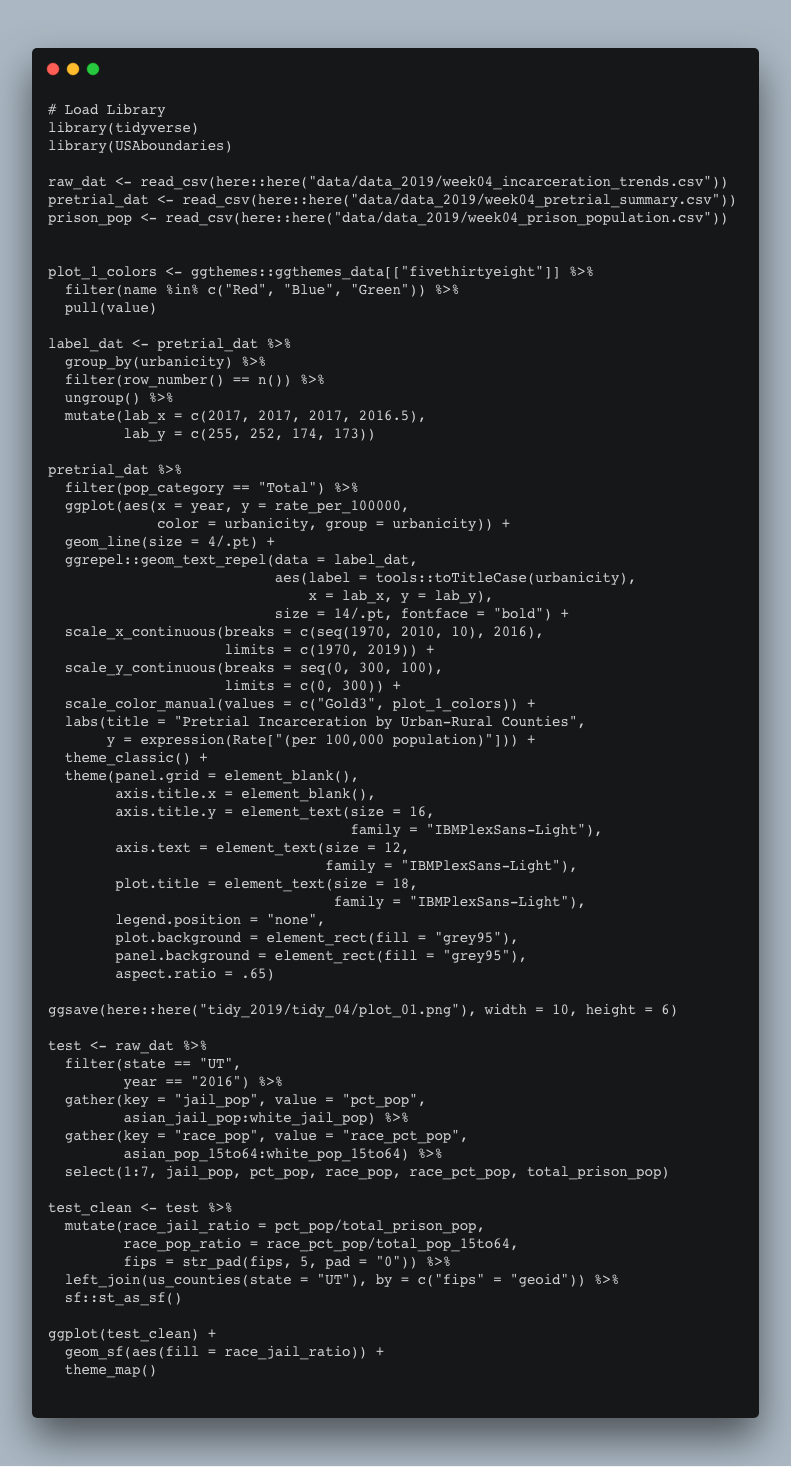 # Load Library
library(tidyverse)
library(USAboundaries)

raw_dat <- read_csv(here::here("data/data_2019/week04_incarceration_trends.csv"))
pretrial_dat <- read_csv(here::here("data/data_2019/week04_pretrial_summary.csv"))
prison_pop <- read_csv(here::here("data/data_2019/week04_prison_population.csv"))


plot_1_colors <- ggthemes::ggthemes_data[["fivethirtyeight"]] %>%
  filter(name %in% c("Red", "Blue", "Green")) %>%
  pull(value)

label_dat <- pretrial_dat %>%
  group_by(urbanicity) %>%
  filter(row_number() == n()) %>%
  ungroup() %>%
  mutate(lab_x = c(2017, 2017, 2017, 2016.5),
         lab_y = c(255, 252, 174, 173))

pretrial_dat %>%
  filter(pop_category == "Total") %>%
  ggplot(aes(x = year, y = rate_per_100000,
             color = urbanicity, group = urbanicity)) +
  geom_line(size = 4/.pt) +
  ggrepel::geom_text_repel(data = label_dat,
                           aes(label = tools::toTitleCase(urbanicity),
                               x = lab_x, y = lab_y),
                           size = 14/.pt, fontface = "bold") +
  scale_x_continuous(breaks = c(seq(1970, 2010, 10), 2016),
                     limits = c(1970, 2019)) +
  scale_y_continuous(breaks = seq(0, 300, 100),
                     limits = c(0, 300)) +
  scale_color_manual(values = c("Gold3", plot_1_colors)) +
  labs(title = "Pretrial Incarceration by Urban-Rural Counties",
       y = expression(Rate["(per 100,000 population)"])) +
  theme_classic() +
  theme(panel.grid = element_blank(),
        axis.title.x = element_blank(),
        axis.title.y = element_text(size = 16,
                                    family = "IBMPlexSans-Light"),
        axis.text = element_text(size = 12,
                                 family = "IBMPlexSans-Light"),
        plot.title = element_text(size = 18,
                                  family = "IBMPlexSans-Light"),
        legend.position = "none",
        plot.background = element_rect(fill = "grey95"),
        panel.background = element_rect(fill = "grey95"),
        aspect.ratio = .65)

ggsave(here::here("tidy_2019/tidy_04/plot_01.png"), width = 10, height = 6)

test <- raw_dat %>%
  filter(state == "UT",
         year == "2016") %>%
  gather(key = "jail_pop", value = "pct_pop",
         asian_jail_pop:white_jail_pop) %>%
  gather(key = "race_pop", value = "race_pct_pop",
         asian_pop_15to64:white_pop_15to64) %>%
  select(1:7, jail_pop, pct_pop, race_pop, race_pct_pop, total_prison_pop)

test_clean <- test %>%
  mutate(race_jail_ratio = pct_pop/total_prison_pop,
         race_pop_ratio = race_pct_pop/total_pop_15to64,
         fips = str_pad(fips, 5, pad = "0")) %>%
  left_join(us_counties(state = "UT"), by = c("fips" = "geoid")) %>%
  sf::st_as_sf()

ggplot(test_clean) +
  geom_sf(aes(fill = race_jail_ratio)) +
  theme_map()